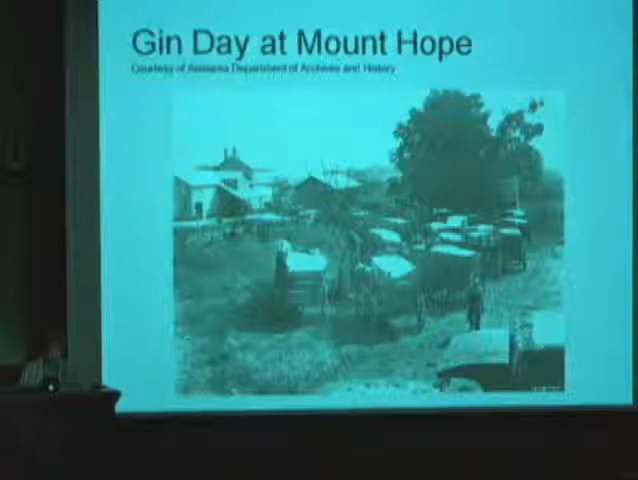 Gin Day at Mount Hope
Courtesy of Alabama Department of Archives and History